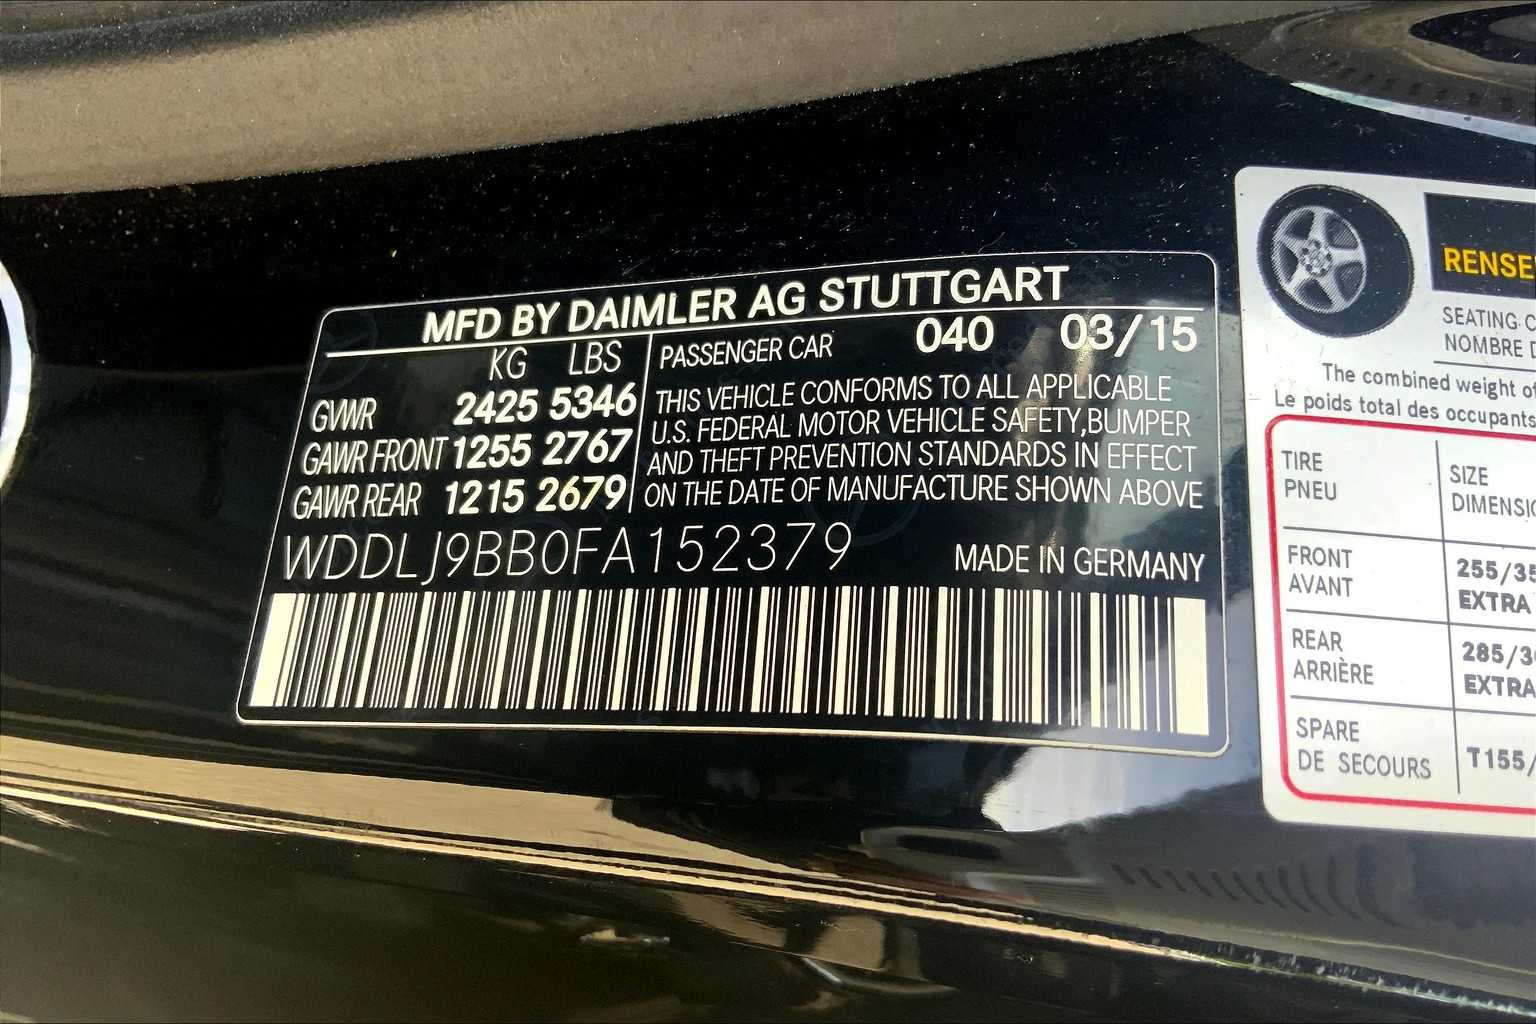 MFD BY DAIMLER AG STUTTGART
KG LBS
GVWR 2425 5346
GAWR FRONT 1255 2767
GAWR REAR 1215 2679
PASSENGER CAR 040 03/15
THIS VEHICLE CONFORMS TO ALL APPLICABLE
U.S. FEDERAL MOTOR VEHICLE SAFETY,BUMPER
AND THEFT PREVENTION STANDARDS IN EFFECT
ON THE DATE OF MANUFACTURE SHOWN ABOVE
WDDLJ9BB0FA152379
MADE IN GERMANY
SEATING
NOMBRE
The combined weight of
Le poids total des occupants
TIRE
PNEU
SIZE
FRONT
AVANT
255/35
EXTRA
REAR
ARRIÈRE
EXTRA
SPARE
DE SECOURS
T155/